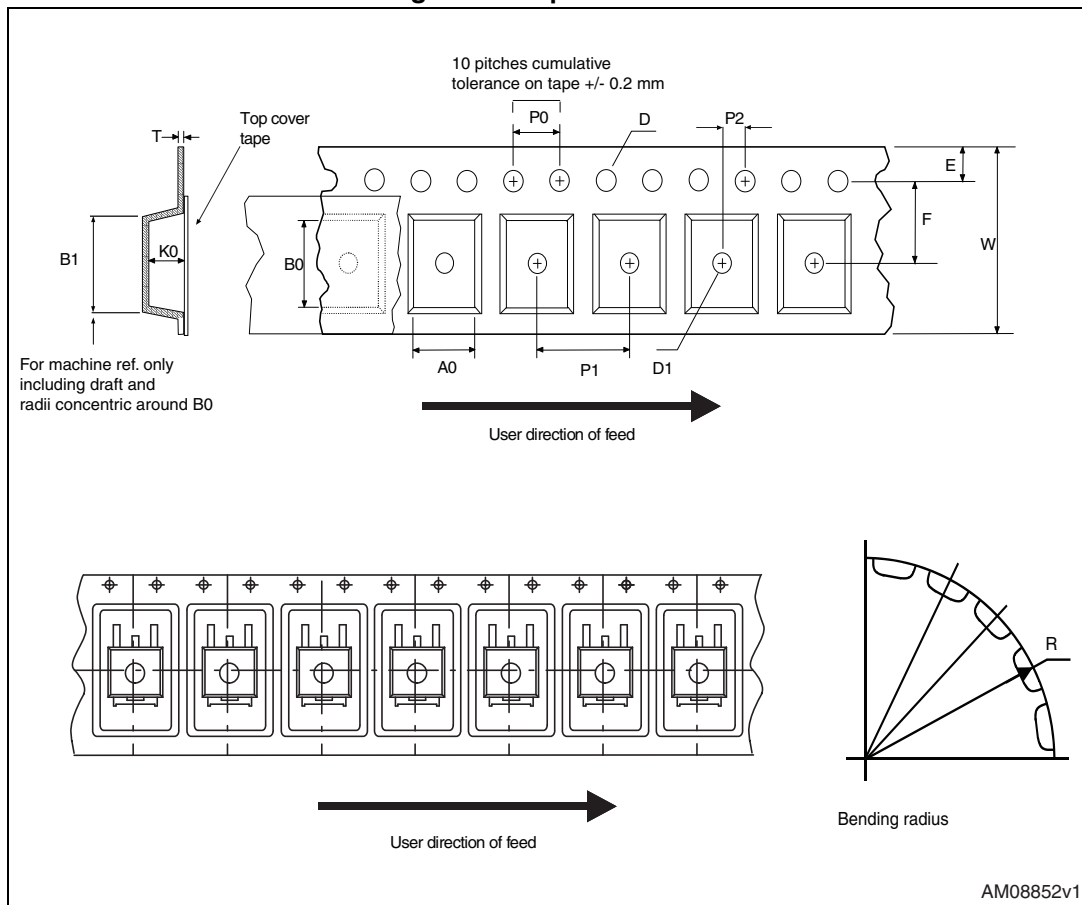 10 pitches cumulative
tolerance on tape +/- 0.2 mm
P0
D
P2
T
Top cover
tape
E
F
W
B1
K0
B0
For machine ref. only
including draft and
radii concentric around B0
A0
P1
D1
User direction of feed
R
User direction of feed
Bending radius
AM08852v1